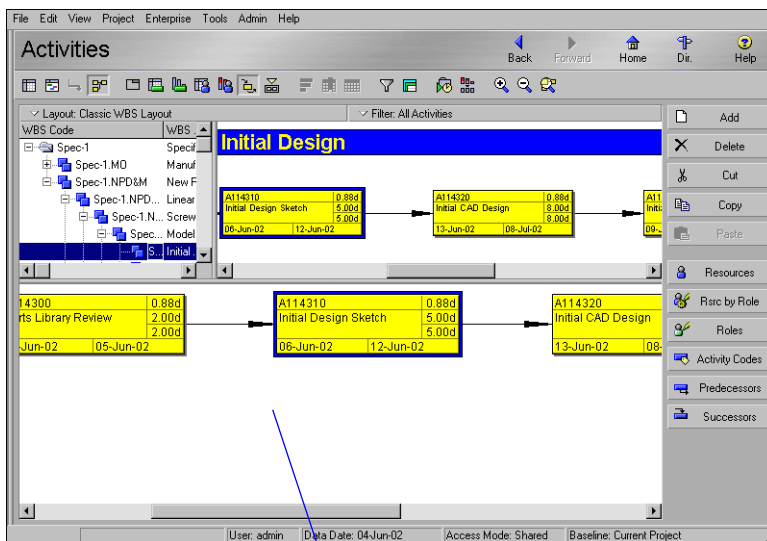 File Edit View Project Enterprise Tools Admin Help
Activities
Back Forward Home Dir. Help
Layout: Classic WBS Layout
Filter: All Activities
WBS Code WBS
Spec-1 Specif
Spec-1.MO Manuf
Spec-1.NPD&M New F
Spec-1.NPD... Linear
Spec-1.N... Screw
Spec... Model
S... Initial
Initial Design
A114310 0.88d
Initial Design Sketch 5.00d
5.00d
06-Jun-02 12-Jun-02
A114320 0.88d
Initial CAD Design 8.00d
8.00d
13-Jun-02 08-Jul-02
A11
Initi
09-
14300 0.88d
rts Library Review 2.00d
2.00d
-Jun-02 05-Jun-02
A114310 0.88d
Initial Design Sketch 5.00d
5.00d
06-Jun-02 12-Jun-02
A114320
Initial CAD Design
13-Jun-02 08-
Add
Delete
Cut
Copy
Paste
Resources
Rsrc by Role
Roles
Activity Codes
Predecessors
Successors
User: admin Data Date: 04-Jun-02 Access Mode: Shared Baseline: Current Project